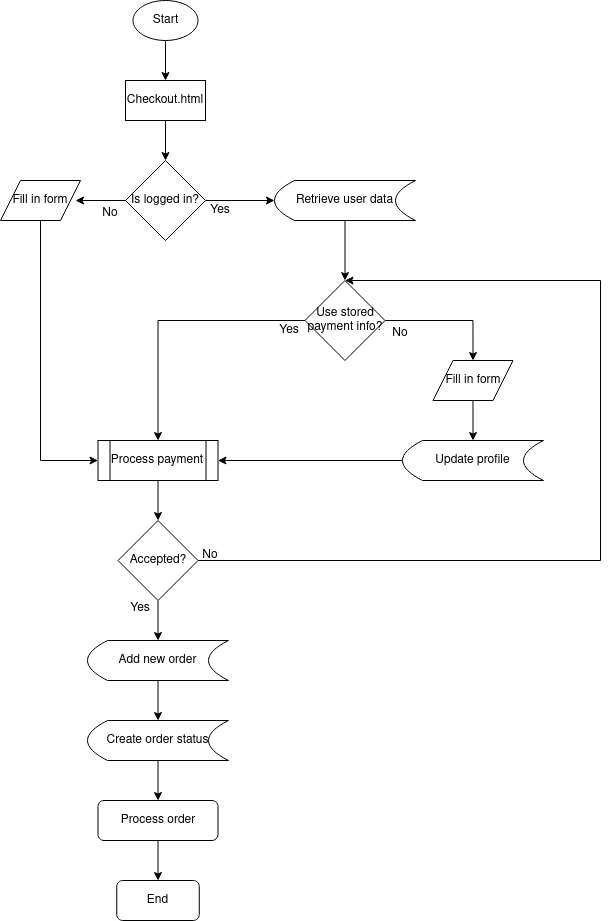 Start
Checkout.html
Fill in form
No
Is logged in?
Yes
Retrieve user data
Use stored
payment info?
Yes
No
Fill in form
Process payment
Update profile
Accepted?
No
Yes
Add new order
Create order status
Process order
End